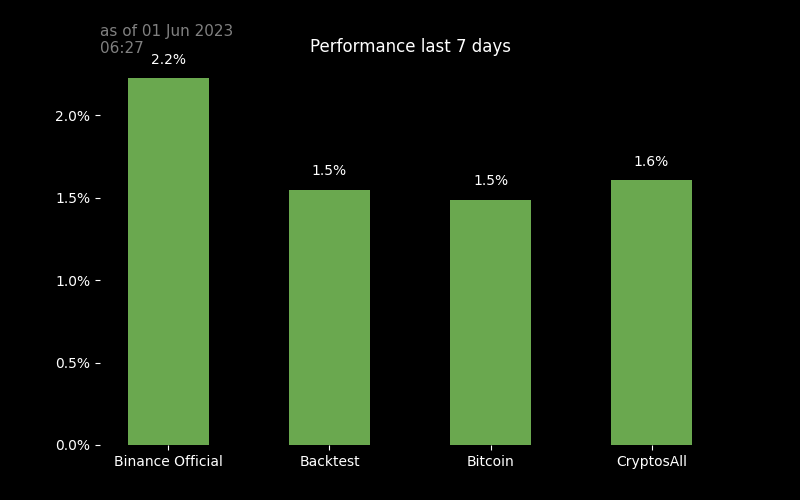 as of 01 Jun 2023
06:27
Performance last 7 days
2.2%
1.5%
1.5%
1.6%
2.0%
1.5%
1.0%
0.5%
0.0%
Binance Official
Backtest
Bitcoin
CryptosAll